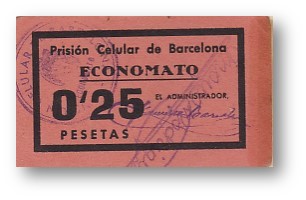 Prisión Celular de Barcelona
ECONOMATO
0'25 EL ADMINISTRADOR,
PESETAS